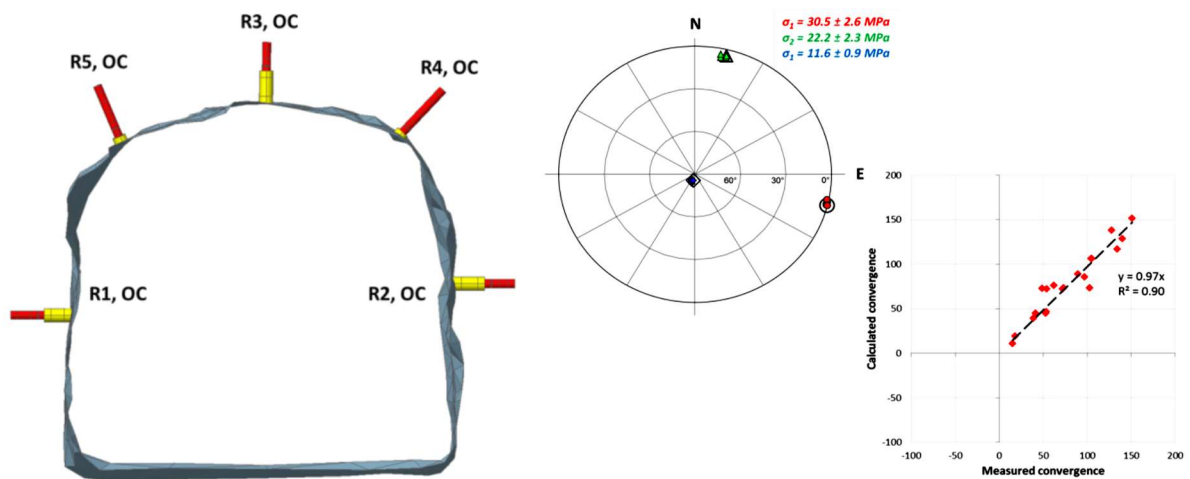 R3, OC
R5, OC
R4, OC
R1, OC
R2, OC
N
σ1 = 30.5 ± 2.6 MPa
σ2 = 22.2 ± 2.3 MPa
σ1 = 11.6 ± 0.9 MPa
60° 30° 0°
E
200
150
100
50
0
-50
-100
Calculated convergence
y = 0.97x
R² = 0.90
-100 -50 0 50 100 150 200
Measured convergence